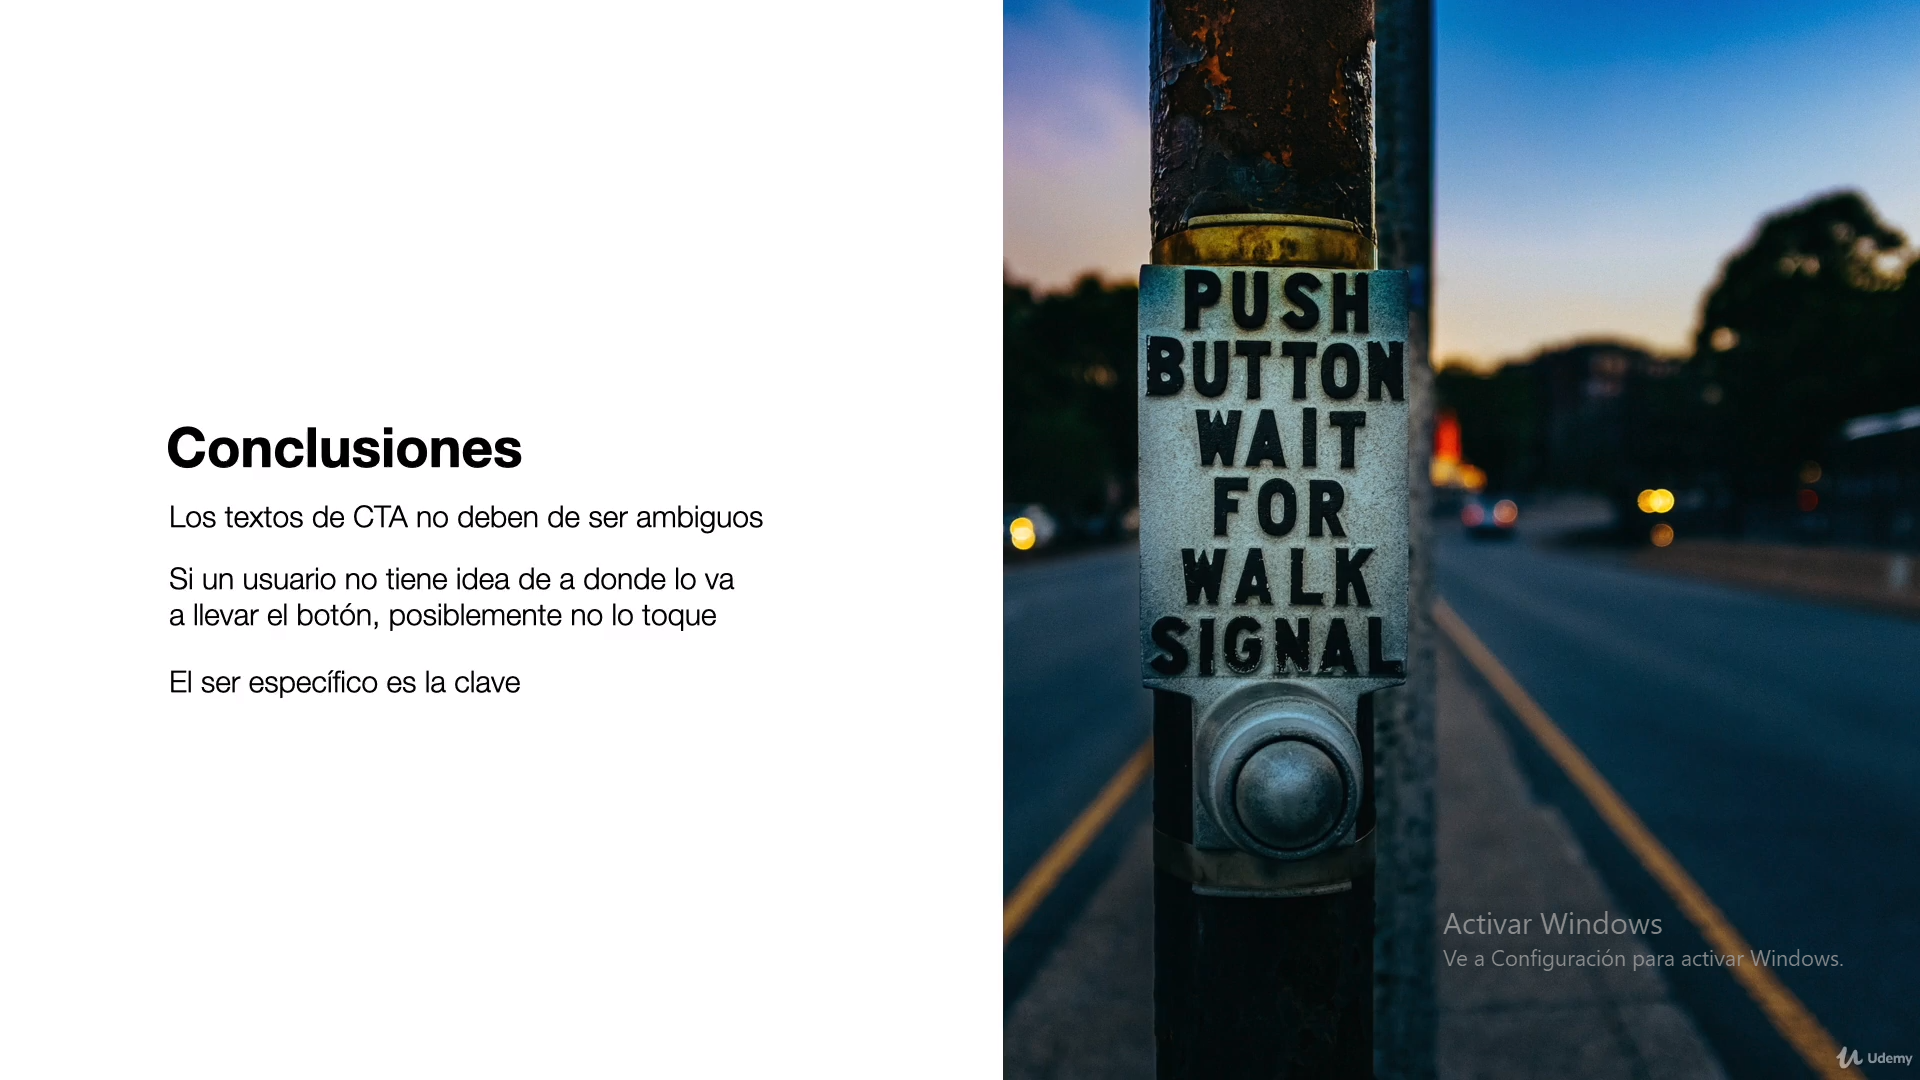 Conclusiones
Los textos de CTA no deben de ser ambiguos
Si un usuario no tiene idea de a donde lo va
a llevar el botón, posiblemente no lo toque
El ser específico es la clave
PUSH
BUTTON
WAIT
FOR
WALK
SIGNAL
Activar Windows
Ve a Configuración para activar Windows.
Udemy